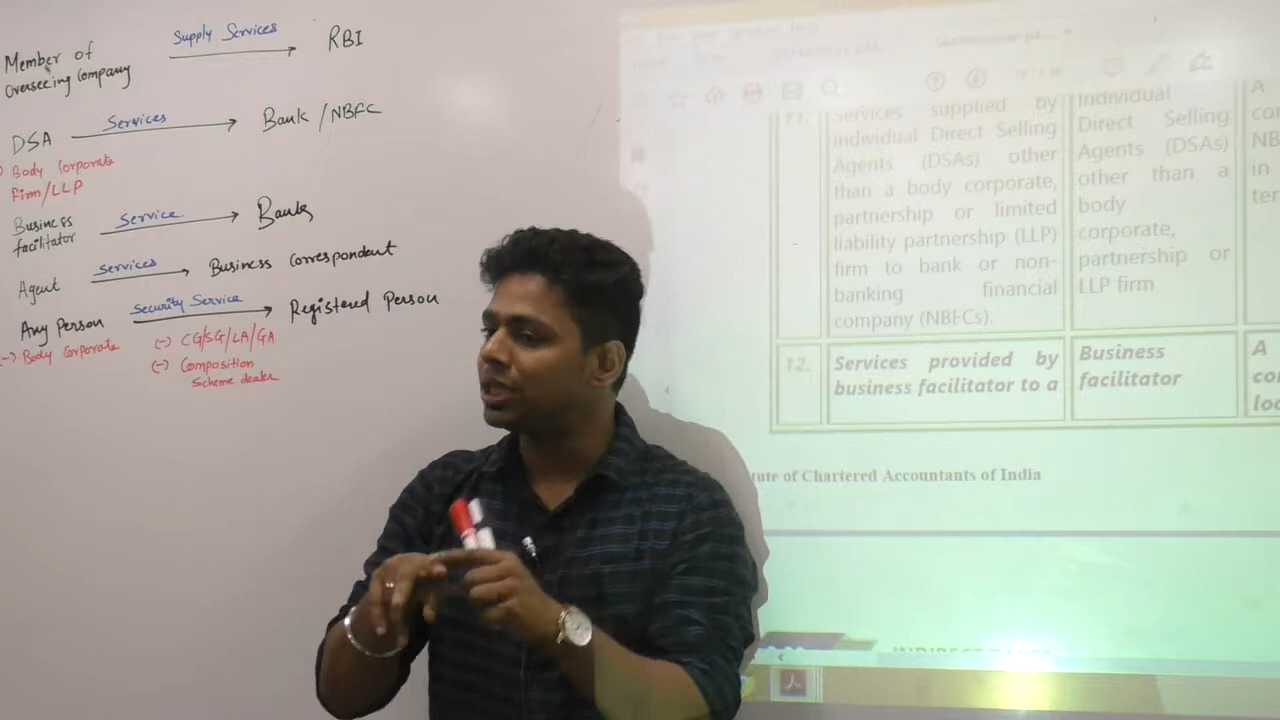 Member of
overseeing Company
Supply Services
RBI
DSA
Services
Bank / NBFC
Body Corporate
Firm/LLP
Business
facilitator
Service
Bank
Agent
Services
Business Correspondent
Any Person
Security Service
Registered Person
(-) Body Corporate
(-) CG/SG/LA/GA
(-) Composition
Scheme dealer
11.
Services supplied by
individual Direct Selling
Agents (DSAs) other
than a body corporate,
partnership or limited
liability partnership (LLP)
firm to bank or non-
banking financial
company (NBFCs).
Individual
Direct Selling
Agents (DSAs)
other than a
body
corporate,
partnership or
LLP firm
A
NB
in
12.
Services provided by
business facilitator to a
Business
facilitator
A
of Chartered Accountants of India